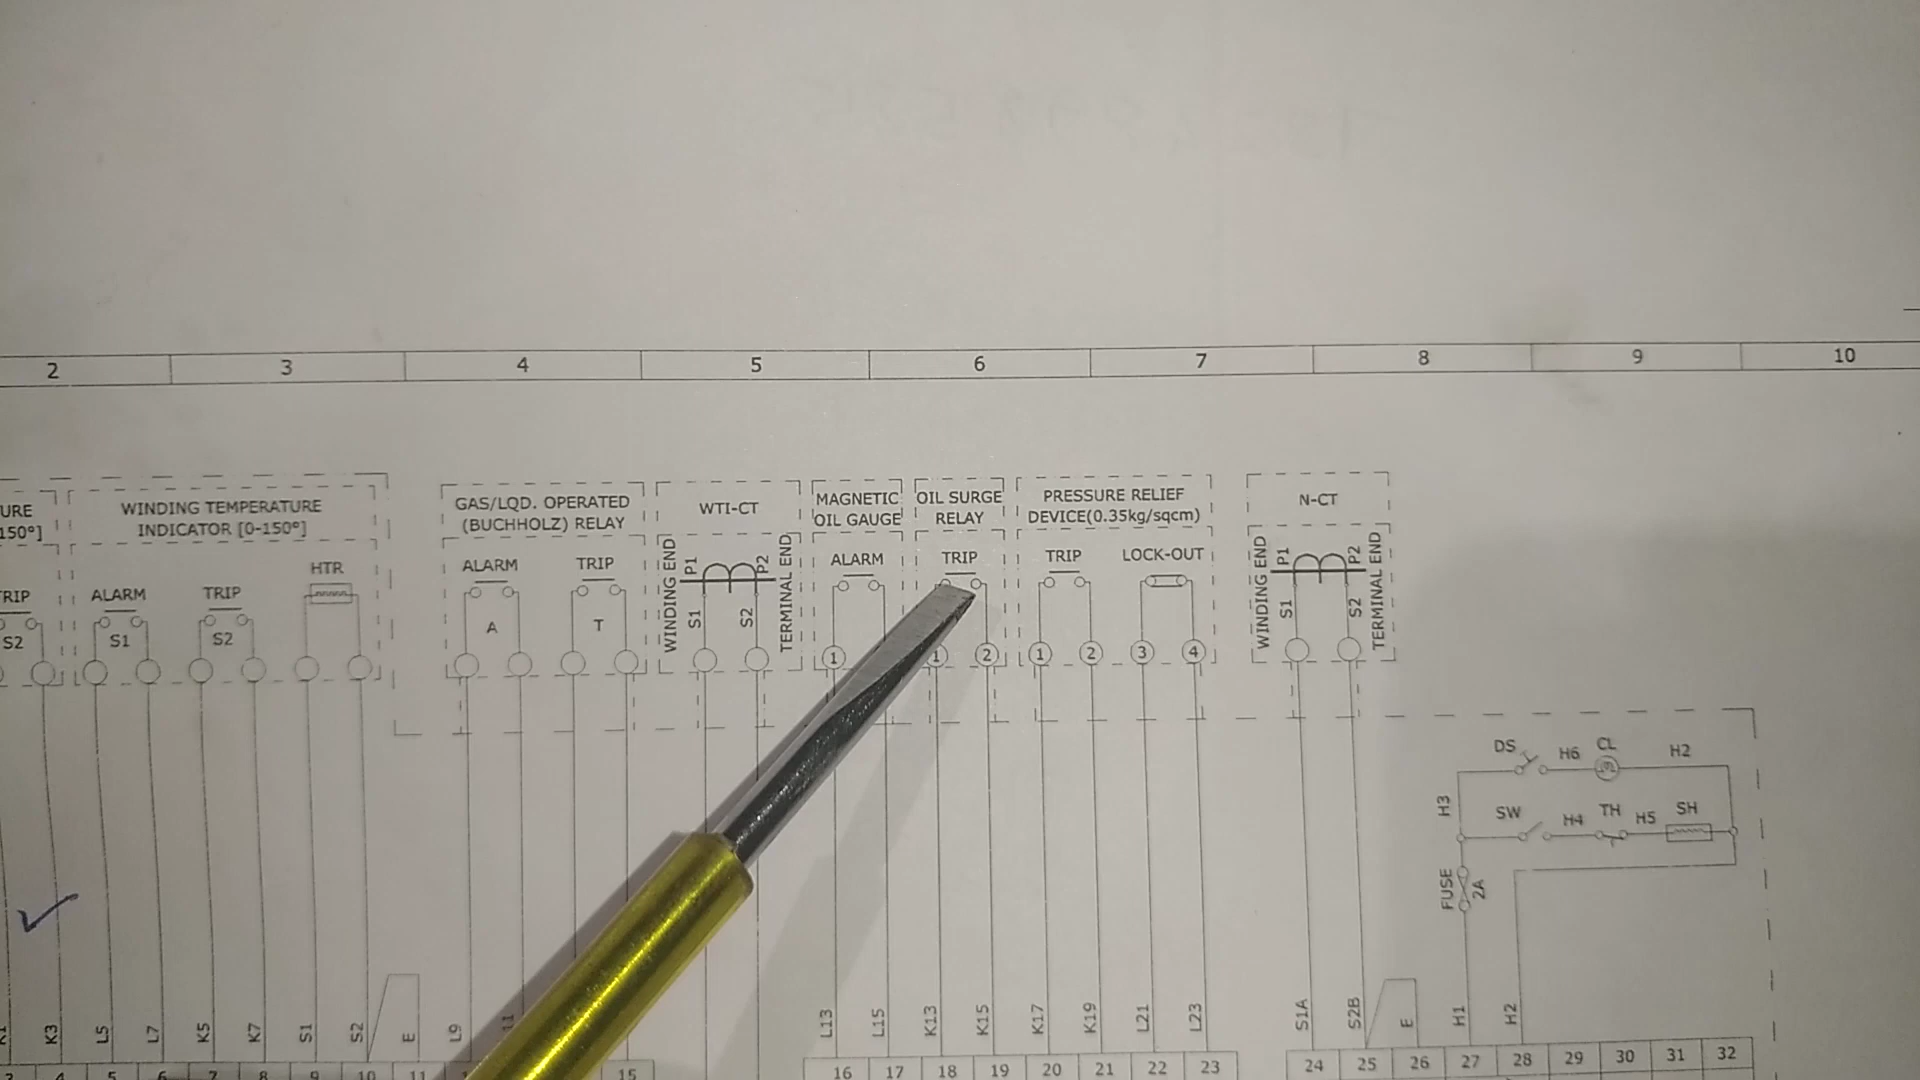 2 3 4 5 6 7 8 9 10
URE
150°]
WINDING TEMPERATURE
INDICATOR [0-150°]
GAS/LQD. OPERATED
(BUCHHOLZ) RELAY
WTI-CT
MAGNETIC
OIL GAUGE
OIL SURGE
RELAY
PRESSURE RELIEF
DEVICE(0.35kg/sqcm)
N-CT
TRIP
S2
ALARM
S1
TRIP
S2
HTR
ALARM
A
TRIP
T
WINDING END
P1
S1
P2
S2
TERMINAL END
ALARM
1
TRIP
1 2
TRIP
1 2
LOCK-OUT
3 4
WINDING END
P1
S1
P2
S2
TERMINAL END
DS H6 CL H2
H3
SW H4 TH H5 SH
FUSE
2A
K3 L5 L7 K5 K7 S1 S2 E L9 L13 L15 K13 K15 K17 K19 L21 L23 S1A S2B E H1 H2
4 5 6 7 8 9 10 11 15 16 17 18 19 20 21 22 23 24 25 26 27 28 29 30 31 32